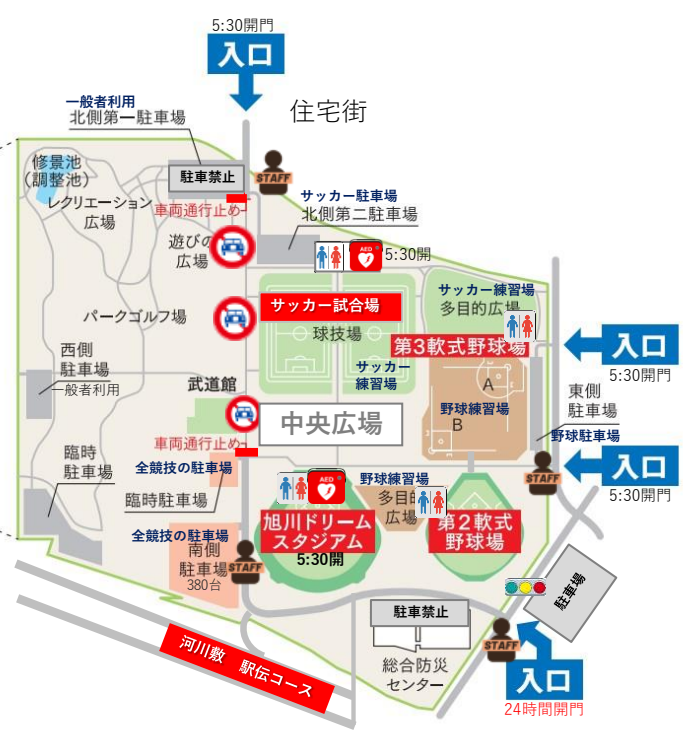 5:30開門
入口
住宅街
一般者利用
北側第一駐車場
修景池
(調整池)
駐車禁止
STAFF
レクリエーション
広場
車両通行止め
サッカー駐車場
北側第二駐車場
遊びの
広場
AED
5:30開
サッカー練習場
多目的広場
サッカー試合場
パークゴルフ場
球技場
第3軟式野球場
入口
5:30開門
西側
駐車場
一般者利用
サッカー
練習場
A
武道館
東側
駐車場
中央広場
野球練習場
B
野球駐車場
車両通行止め
入口
5:30開門
臨時
駐車場
全競技の駐車場
臨時駐車場
AED
野球練習場
多目
広場
STAFF
旭川ドリーム
スタジアム
5:30開
第2軟式
野球場
全競技の駐車場
南側
駐車場
380台
STAFF
駐車場
駐車禁止
STAFF
総合防災
センター
入口
24時間開門
河川敷 駅伝コース